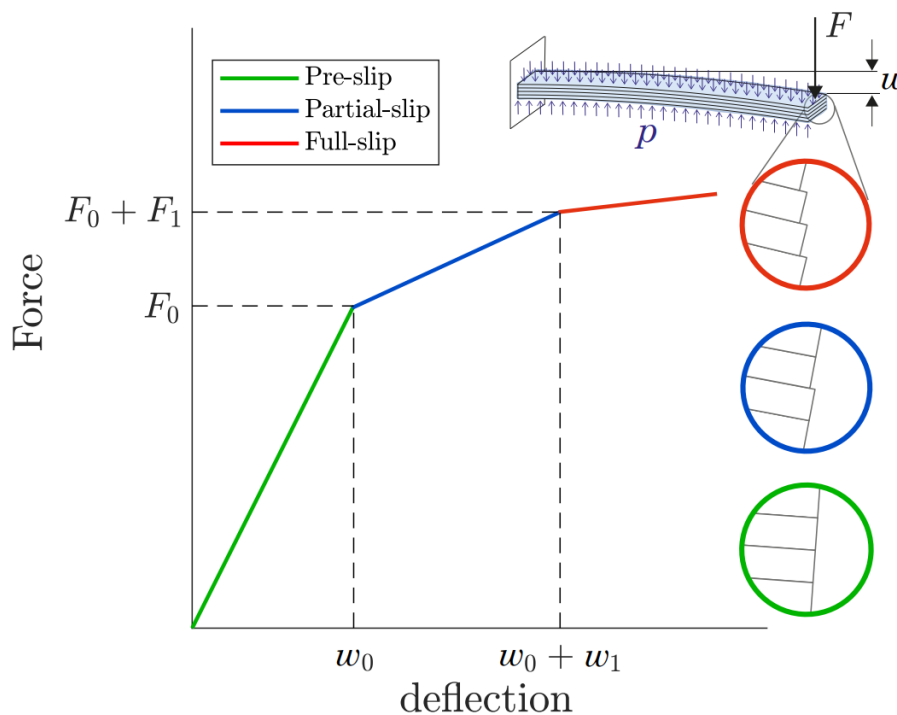 F
w
Pre-slip
Partial-slip
Full-slip
p
F₀ + F₁
F₀
Force
w₀
w₀ + w₁
deflection